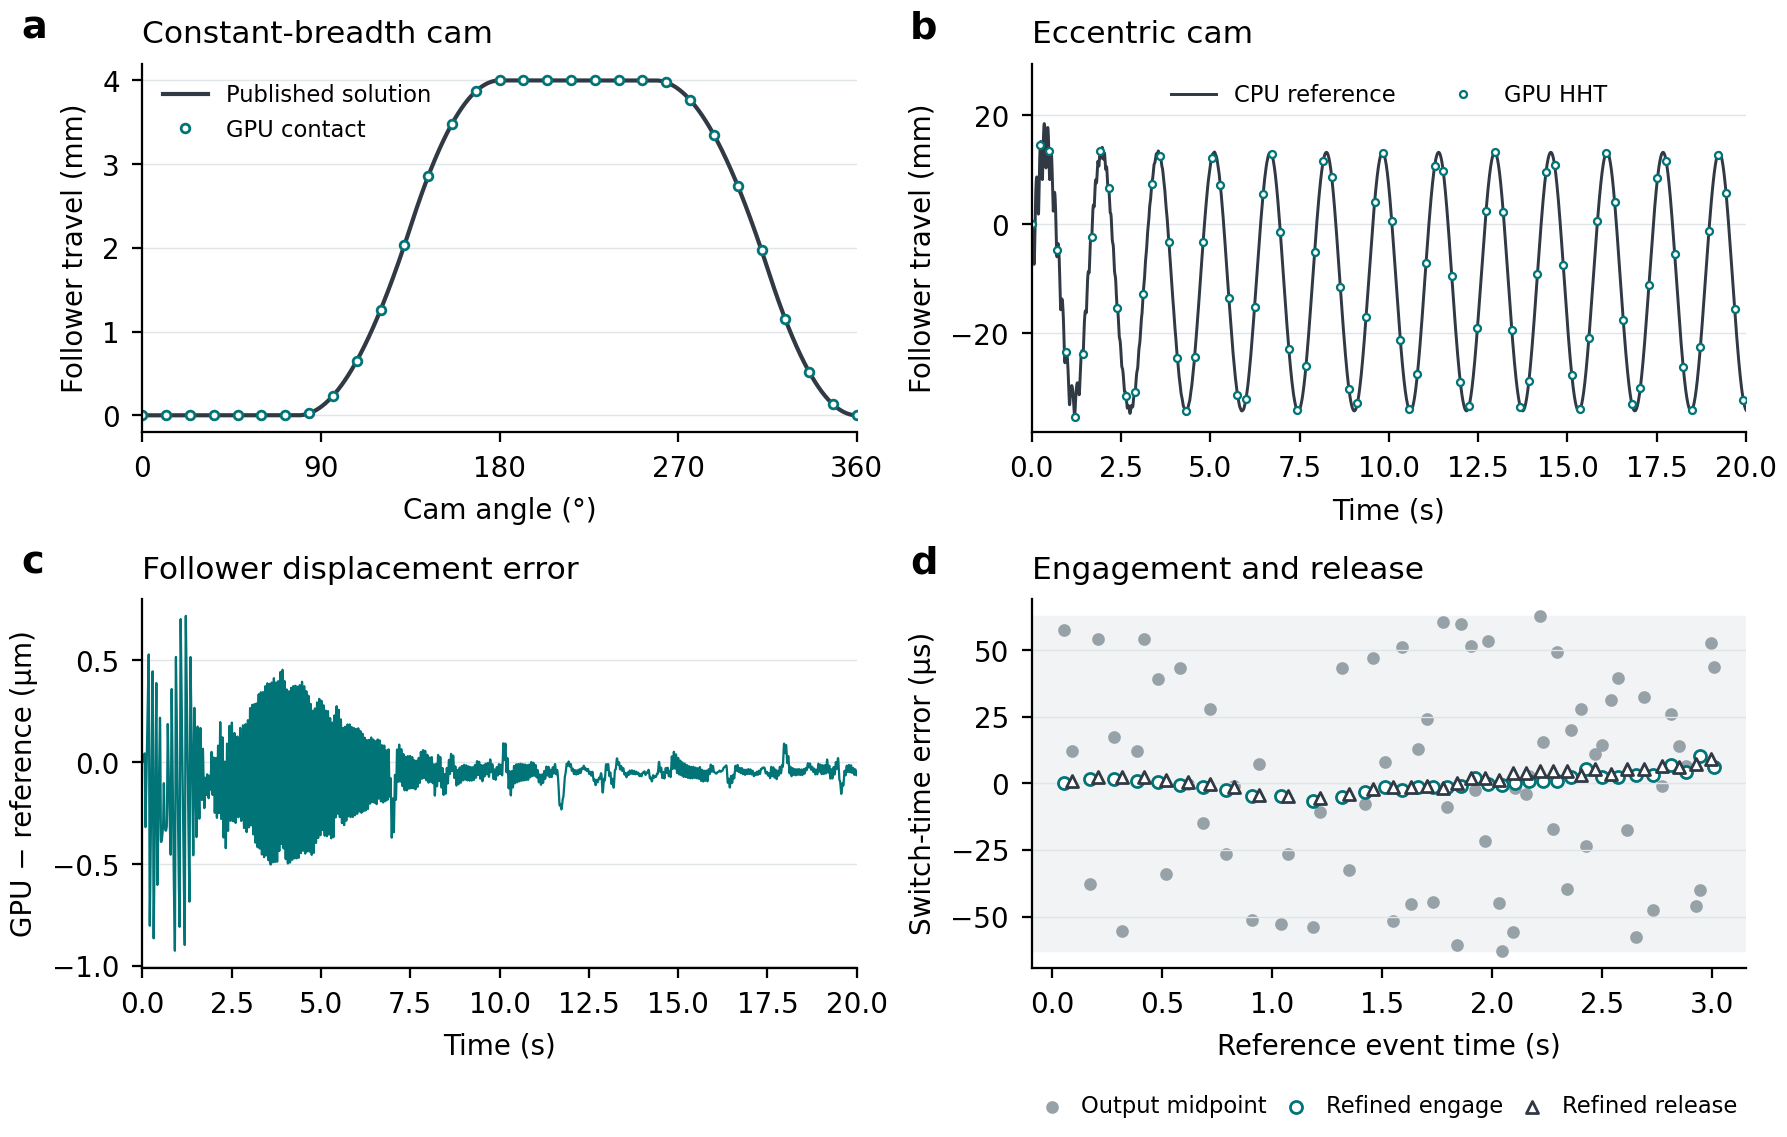 a
Constant-breadth cam
Published solution
GPU contact
Follower travel (mm)
4
3
2
1
0
0 90 180 270 360
Cam angle (°)
b
Eccentric cam
CPU reference GPU HHT
Follower travel (mm)
20
0
−20
0.0 2.5 5.0 7.5 10.0 12.5 15.0 17.5 20.0
Time (s)
c
Follower displacement error
GPU − reference (µm)
0.5
0.0
−0.5
−1.0
0.0 2.5 5.0 7.5 10.0 12.5 15.0 17.5 20.0
Time (s)
d
Engagement and release
Switch-time error (µs)
50
25
0
−25
−50
0.0 0.5 1.0 1.5 2.0 2.5 3.0
Reference event time (s)
Output midpoint Refined engage Refined release